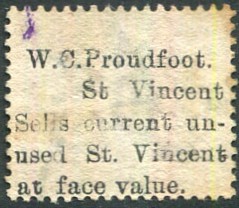 W.C.Proudfoot.
St Vincent
Sells current un-
used St. Vincent
at face value.